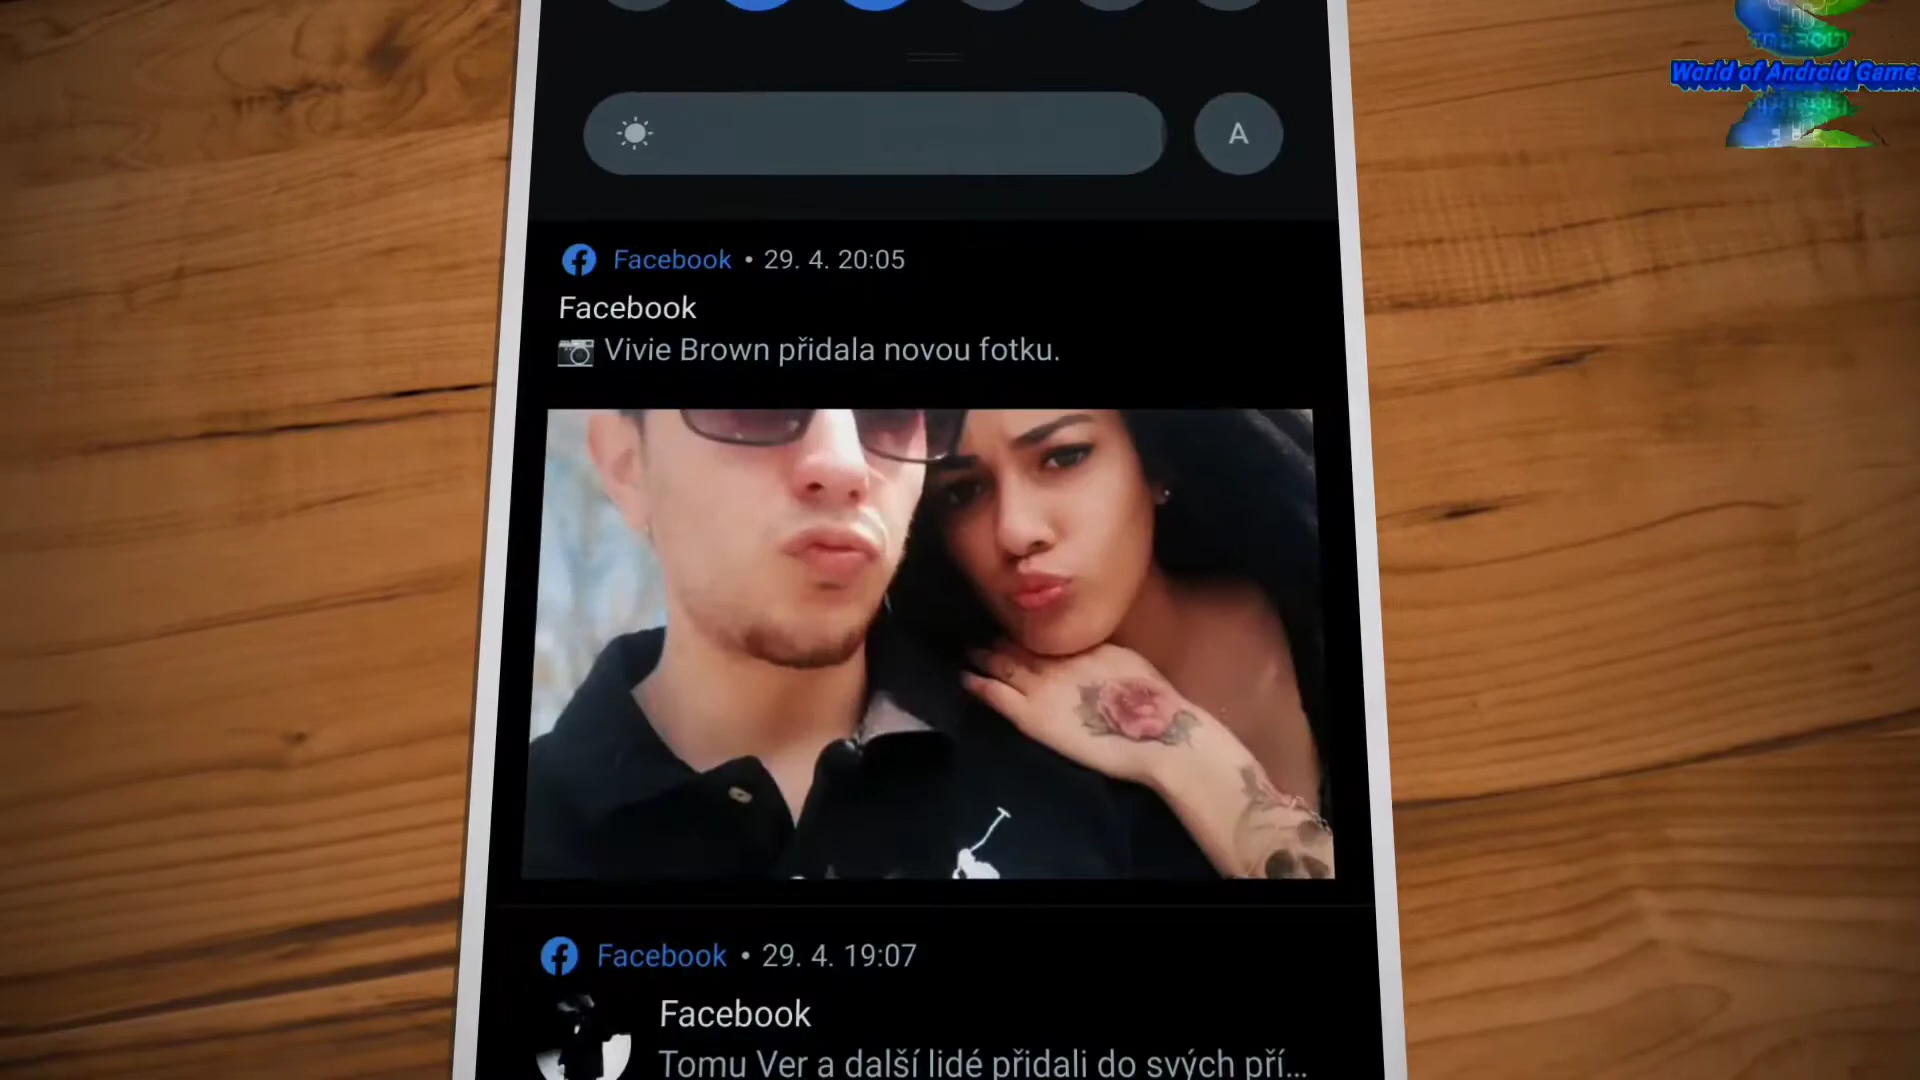 World of Android Games
A
Facebook • 29. 4. 20:05
Facebook
📷 Vivie Brown přidala novou fotku.
Facebook • 29. 4. 19:07
Facebook
Tomu Ver a další lidé přidali do svých pří...